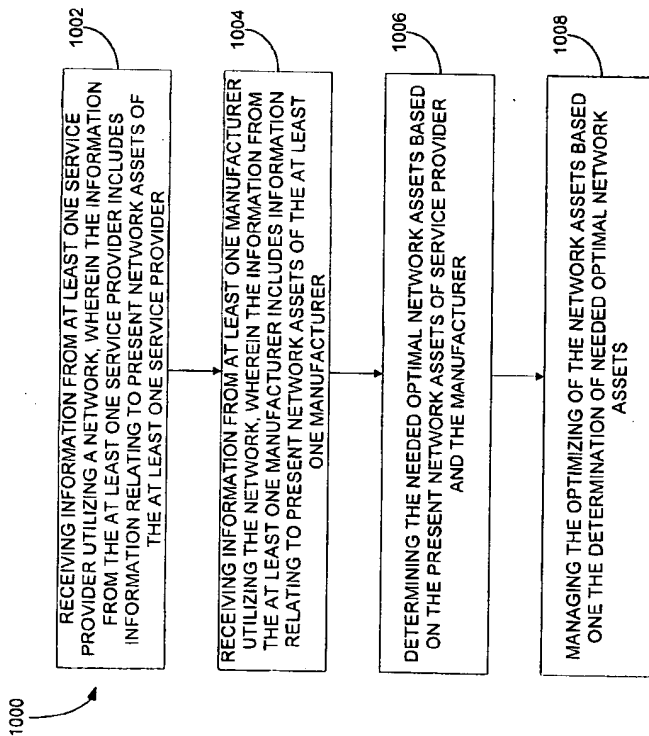 1000
RECEIVING INFORMATION FROM AT LEAST ONE SERVICE
PROVIDER UTILIZING A NETWORK, WHEREIN THE INFORMATION
FROM THE AT LEAST ONE SERVICE PROVIDER INCLUDES
INFORMATION RELATING TO PRESENT NETWORK ASSETS OF
THE AT LEAST ONE SERVICE PROVIDER
1002
RECEIVING INFORMATION FROM AT LEAST ONE MANUFACTURER
UTILIZING THE NETWORK, WHEREIN THE INFORMATION FROM
THE AT LEAST ONE MANUFACTURER INCLUDES INFORMATION
RELATING TO PRESENT NETWORK ASSETS OF THE AT LEAST
ONE MANUFACTURER
1004
DETERMINING THE NEEDED OPTIMAL NETWORK ASSETS BASED
ON THE PRESENT NETWORK ASSETS OF SERVICE PROVIDER
AND THE MANUFACTURER
1006
MANAGING THE OPTIMIZING OF THE NETWORK ASSETS BASED
ONE THE DETERMINATION OF NEEDED OPTIMAL NETWORK
ASSETS
1008